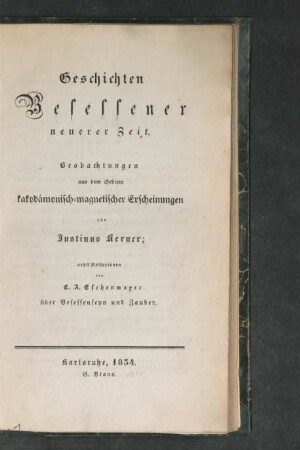 Geschichten
Besessener
neuerer Zeit.
Beobachtungen
aus dem Gebiete
kakodämonisch-magnetischer Erscheinungen
von
Justinus Kerner;
nebst Reflexionen
von
C. A. Eschenmayer
über Besessenseyn und Zauber.
Karlsruhe, 1834.
G. Braun.